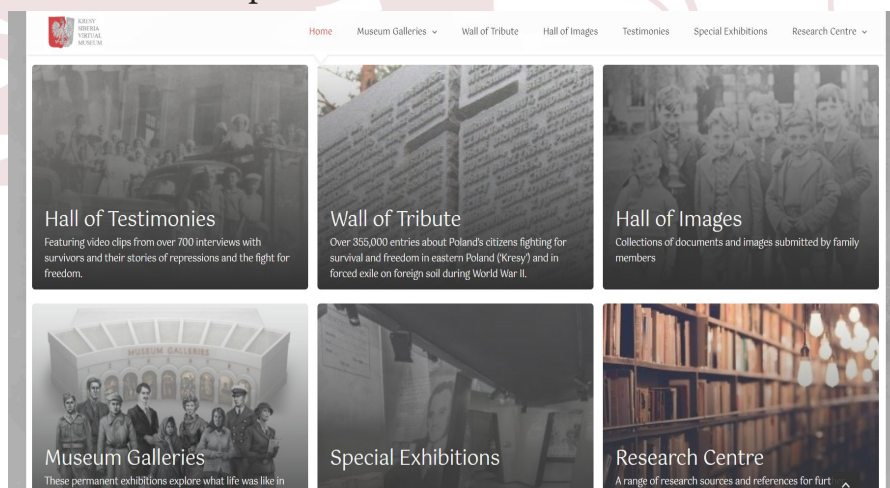 KRESY
SIBERIA
VIRTUAL
MUSEUM
Home Museum Galleries Wall of Tribute Hall of Images Testimonies Special Exhibitions Research Centre
Hall of Testimonies
Featuring video clips from over 700 interviews with
survivors and their stories of repressions and the fight for
freedom.
Wall of Tribute
Over 355,000 entries about Poland's citizens fighting for
survival and freedom in eastern Poland ('Kresy') and in
forced exile on foreign soil during World War II.
Hall of Images
Collections of documents and images submitted by family
members
MUSEUM GALLERIES
Museum Galleries
These permanent exhibitions explore what life was like in
Special Exhibitions
Research Centre
A range of research sources and references for furt